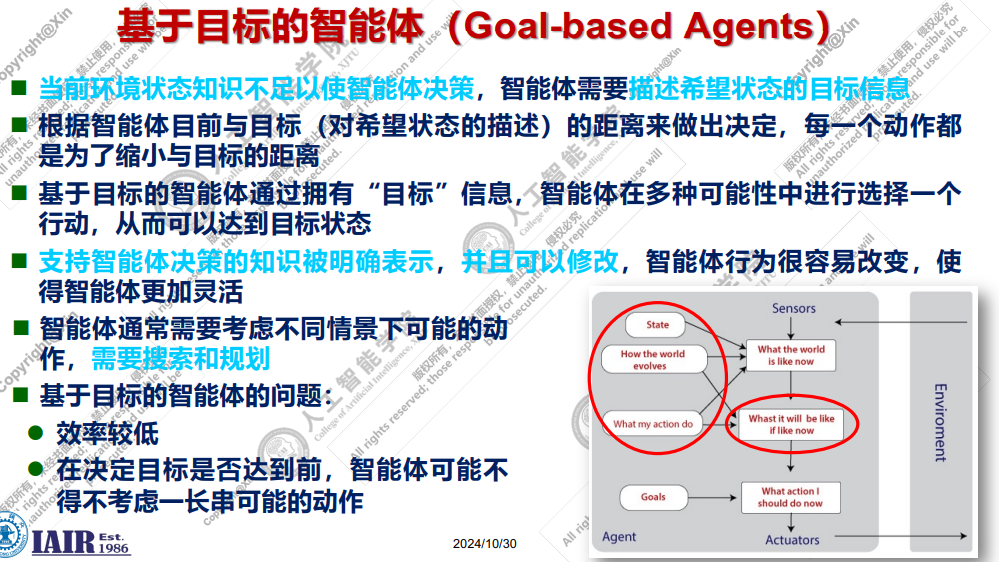 基于目标的智能体（Goal-based Agents）
当前环境状态知识不足以使智能体决策，智能体需要描述希望状态的目标信息
根据智能体目前与目标（对希望状态的描述）的距离来做出决定，每一个动作都
是为了缩小与目标的距离
基于目标的智能体通过拥有“目标”信息，智能体在多种可能性中进行选择一个
行动，从而可以达到目标状态
支持智能体决策的知识被明确表示，并且可以修改，智能体行为很容易改变，使
得智能体更加灵活
智能体通常需要考虑不同情景下可能的动
作，需要搜索和规划
基于目标的智能体的问题：
效率较低
在决定目标是否达到前，智能体可能不
得不考虑一长串可能的动作
Sensors
State
How the world
evolves
What the world
is like now
What my action do
Whast it will be like
if like now
Enviroment
Goals
What action I
should do now
Agent
Actuators
IAIR Est.
1986
2024/10/30
人工智能学院
College of Artificial Intelligence, XJTU
Copyright@Xin